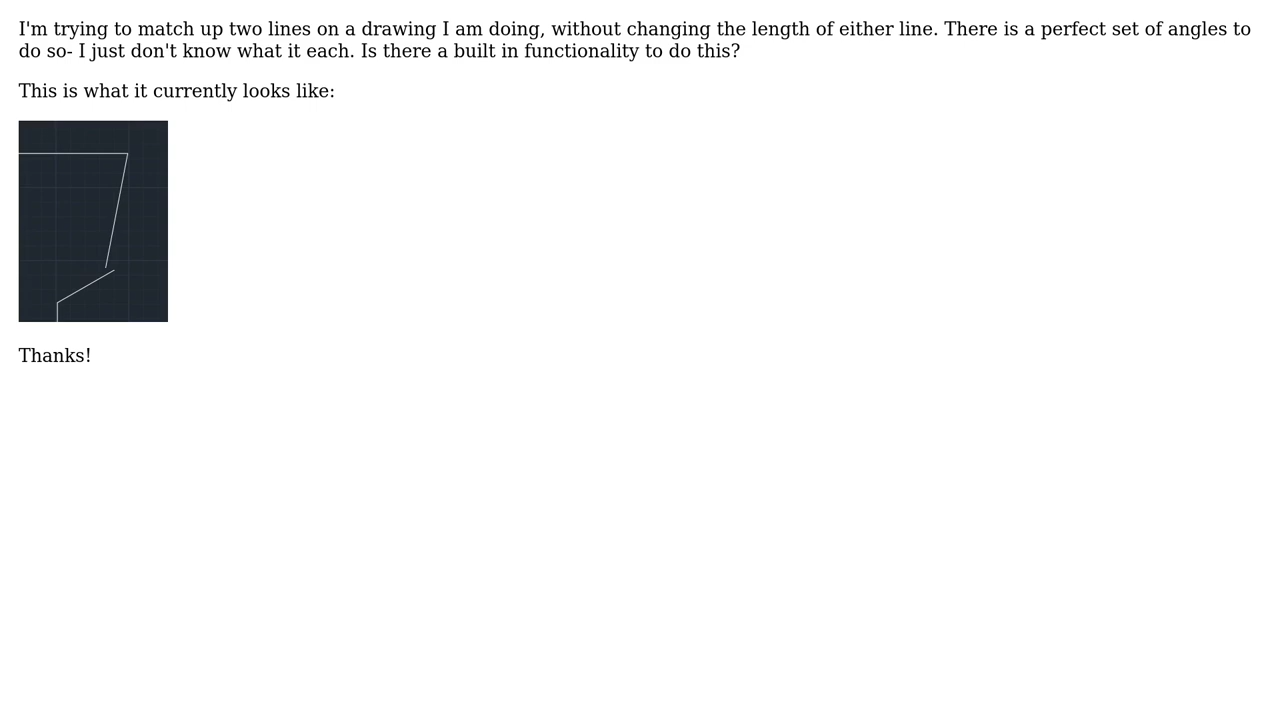 I'm trying to match up two lines on a drawing I am doing, without changing the length of either line. There is a perfect set of angles to
do so- I just don't know what it each. Is there a built in functionality to do this?
This is what it currently looks like:
Thanks!